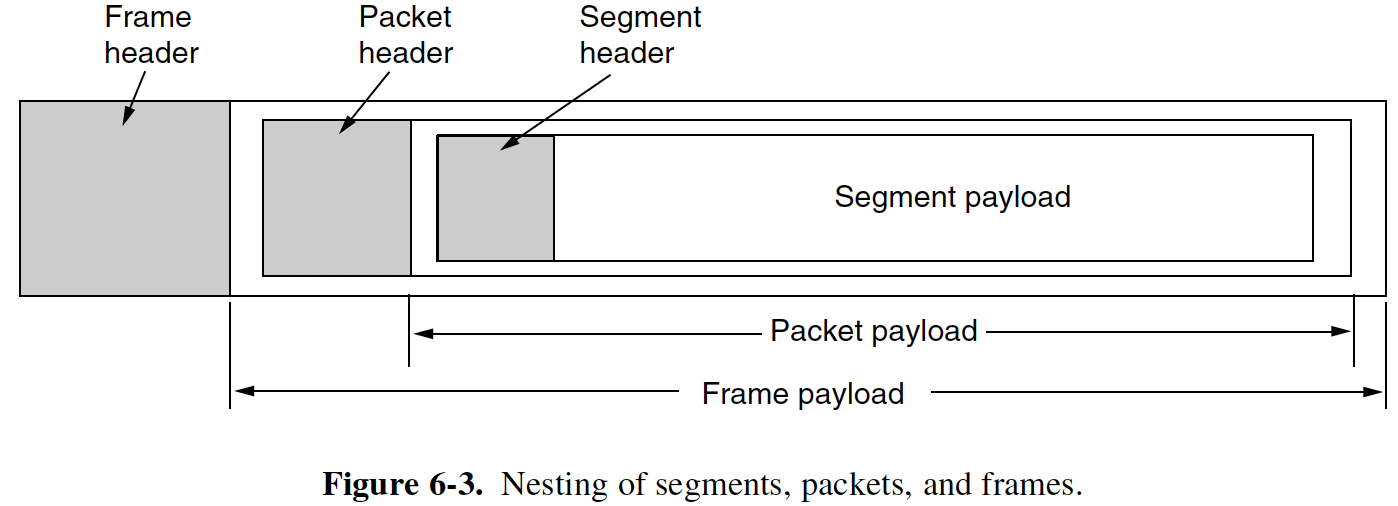 Frame
header
Packet
header
Segment
header
Segment payload
Packet payload
Frame payload
Figure 6-3. Nesting of segments, packets, and frames.